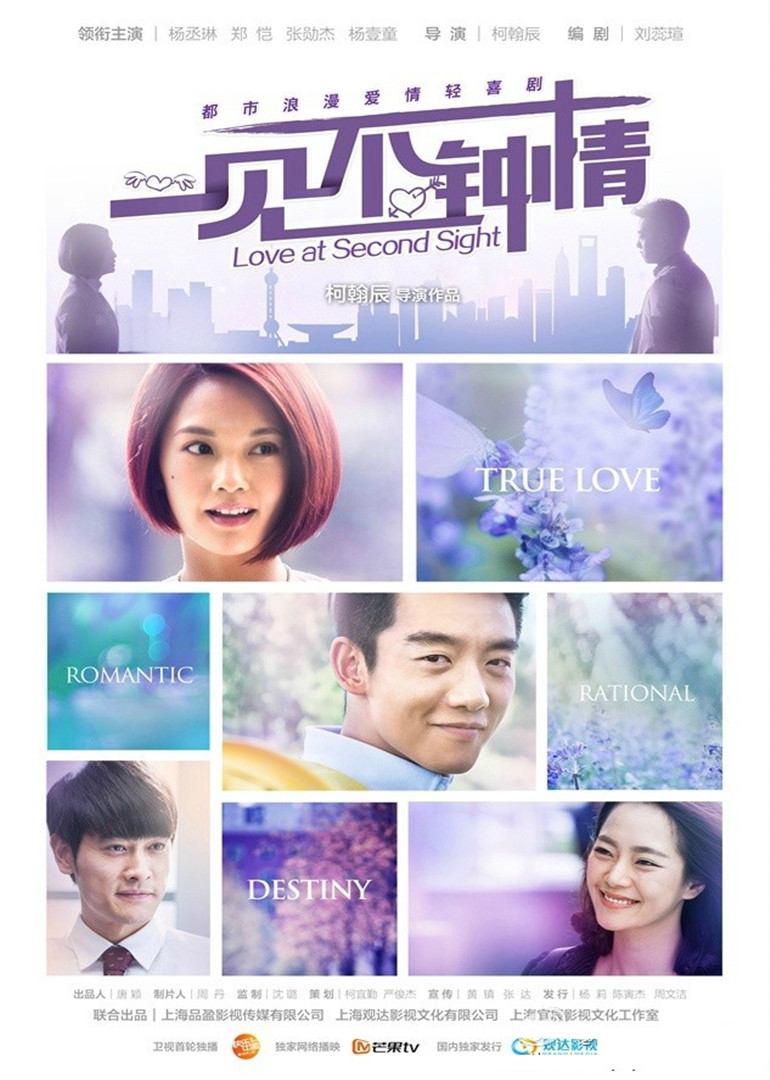 领衔主演｜杨丞琳 郑恺 张勋杰 杨壹童 导演｜柯翰辰 编剧｜刘蕊瑄
都市浪漫爱情轻喜剧
一见不钟情
Love at Second Sight
柯翰辰 导演作品
TRUE LOVE
ROMANTIC
RATIONAL
DESTINY
出品人｜唐颖 制片人｜周丹 监制｜沈璐 策划｜柯宜勤 严俊杰 宣传｜黄镇 张达 发行｜杨莉 陈寅杰 周文洁
联合出品｜上海品盈影视传媒有限公司 上海观达影视文化有限公司 上海宜宸影视文化工作室
卫视首轮独播 独家网络播映 芒果tv 国内独家发行 观达影视